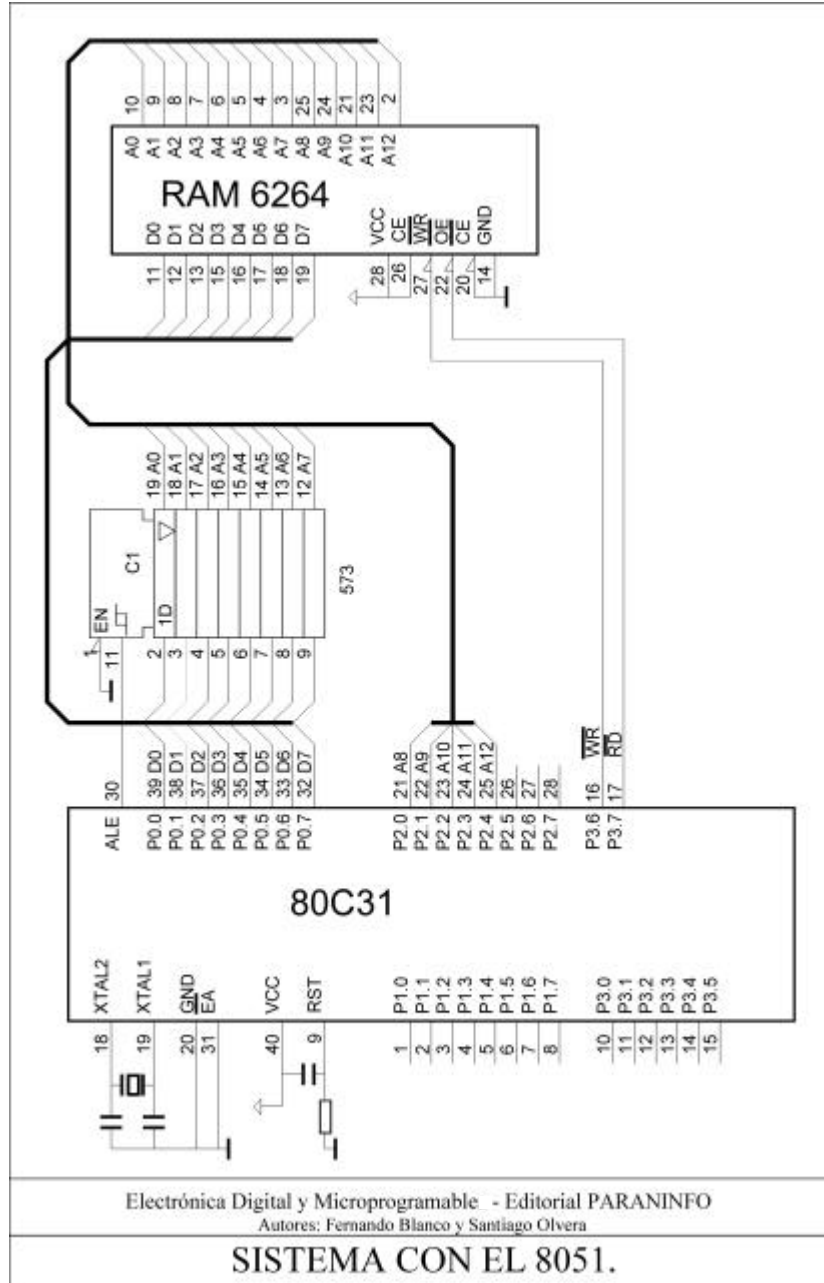 10 9 8 7 6 5 4 3 25 24 21 23 2
A0 A1 A2 A3 A4 A5 A6 A7 A8 A9 A10 A11 A12
RAM 6264
D0 D1 D2 D3 D4 D5 D6 D7
VCC CE WR OE CE GND
11 12 13 15 16 17 18 19
28 26 27 22 20 14
19 A0
18 A1
17 A2
16 A3
15 A4
14 A5
13 A6
12 A7
C1
EN
1D
573
1
11
2 3 4 5 6 7 8 9
30
39 D0
38 D1
37 D2
36 D3
35 D4
34 D5
33 D6
32 D7
21 A8
22 A9
23 A10
24 A11
25 A12
26
27
28
WR
RD
16
17
ALE
P0.0 P0.1 P0.2 P0.3 P0.4 P0.5 P0.6 P0.7
P2.0 P2.1 P2.2 P2.3 P2.4 P2.5 P2.6 P2.7
P3.6 P3.7
80C31
XTAL2 XTAL1 GND EA VCC RST
P1.0 P1.1 P1.2 P1.3 P1.4 P1.5 P1.6 P1.7
P3.0 P3.1 P3.2 P3.3 P3.4 P3.5
18 19 20 31 40 9
1 2 3 4 5 6 7 8
10 11 12 13 14 15
Electrónica Digital y Microprogramable - Editorial PARANINFO
Autores: Fernando Blanco y Santiago Olvera
SISTEMA CON EL 8051.